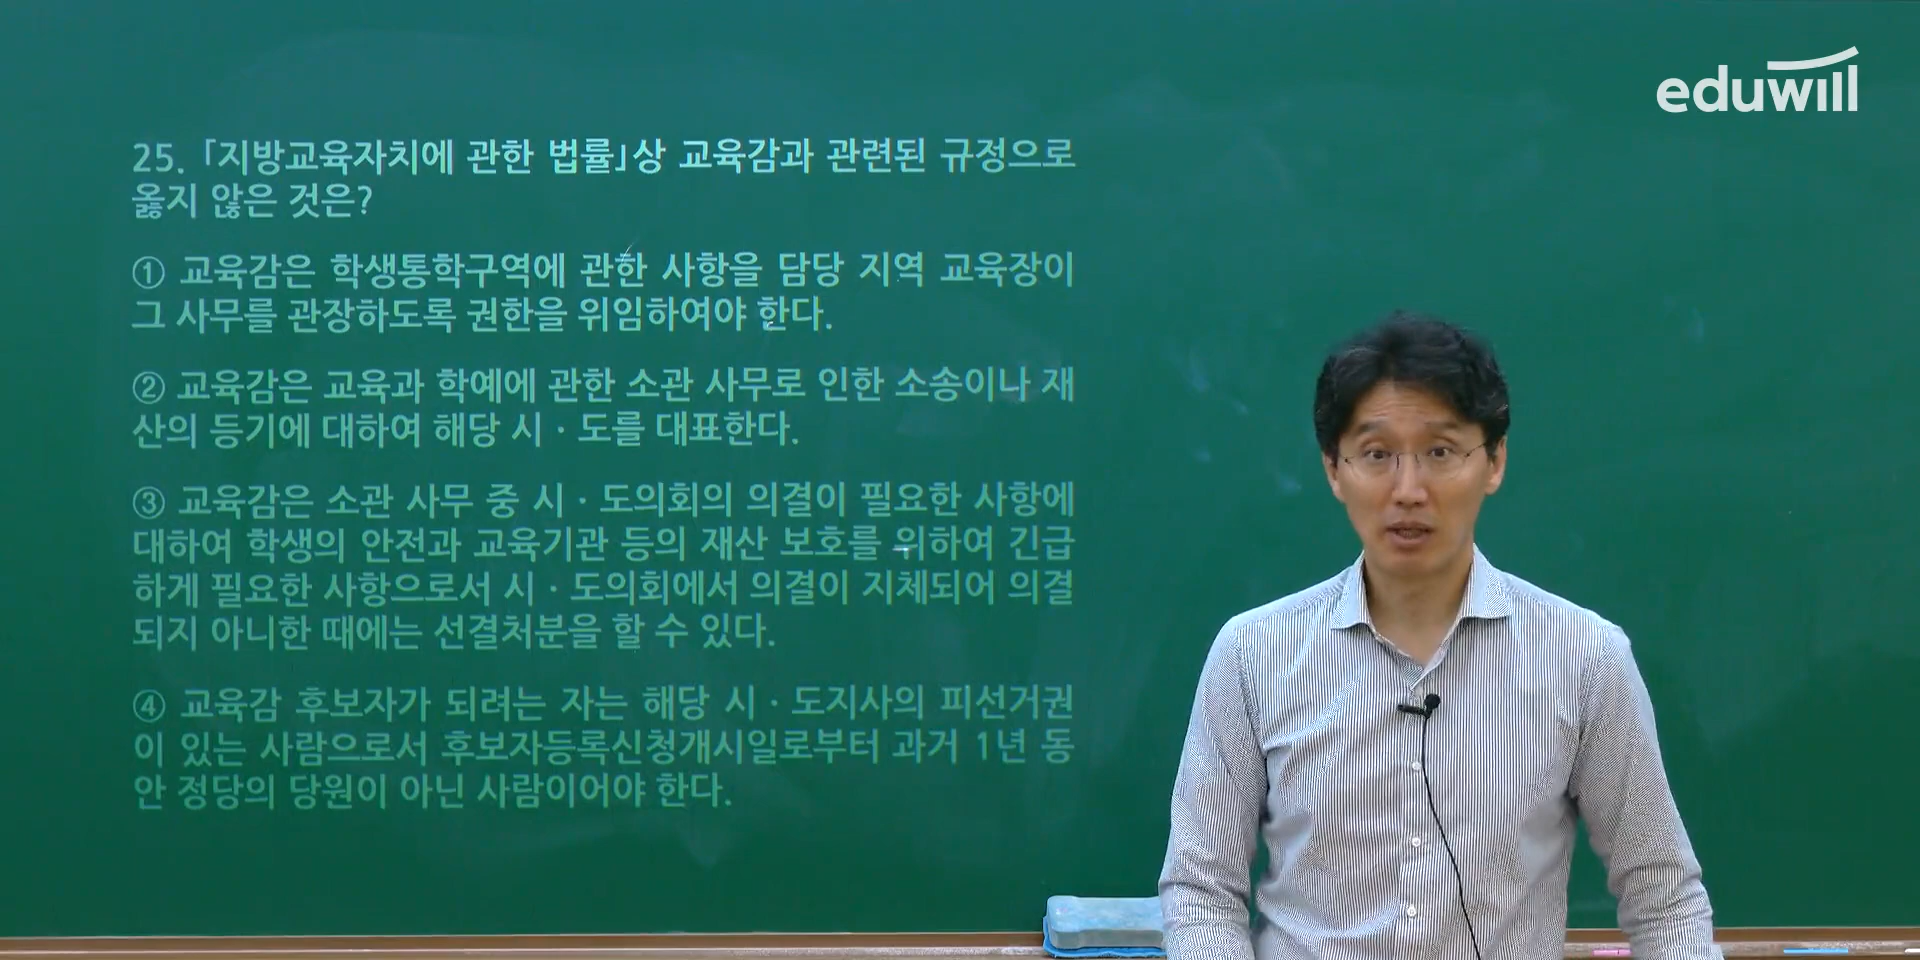 eduwill
25. 「지방교육자치에 관한 법률」상 교육감과 관련된 규정으로
옳지 않은 것은?
① 교육감은 학생통학구역에 관한 사항을 담당 지역 교육장이
그 사무를 관장하도록 권한을 위임하여야 한다.
② 교육감은 교육과 학예에 관한 소관 사무로 인한 소송이나 재
산의 등기에 대하여 해당 시 · 도를 대표한다.
③ 교육감은 소관 사무 중 시 · 도의회의 의결이 필요한 사항에
대하여 학생의 안전과 교육기관 등의 재산 보호를 위하여 긴급
하게 필요한 사항으로서 시 · 도의회에서 의결이 지체되어 의결
되지 아니한 때에는 선결처분을 할 수 있다.
④ 교육감 후보자가 되려는 자는 해당 시 · 도지사의 피선거권
이 있는 사람으로서 후보자등록신청개시일로부터 과거 1년 동
안 정당의 당원이 아닌 사람이어야 한다.